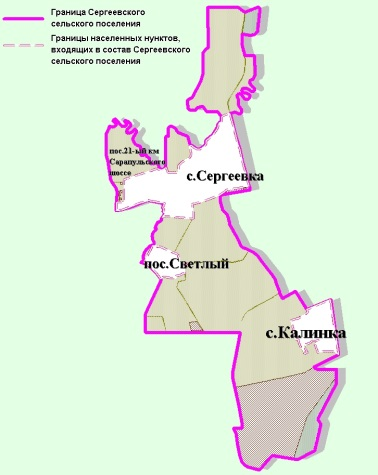 Граница Сергеевского
сельского поселения
Границы населенных пунктов,
входящих в состав Сергеевского
сельского поселения
пос.21-ый км
Сарапульского
шоссе
с.Сергеевка
пос.Светлый
с.Калинка